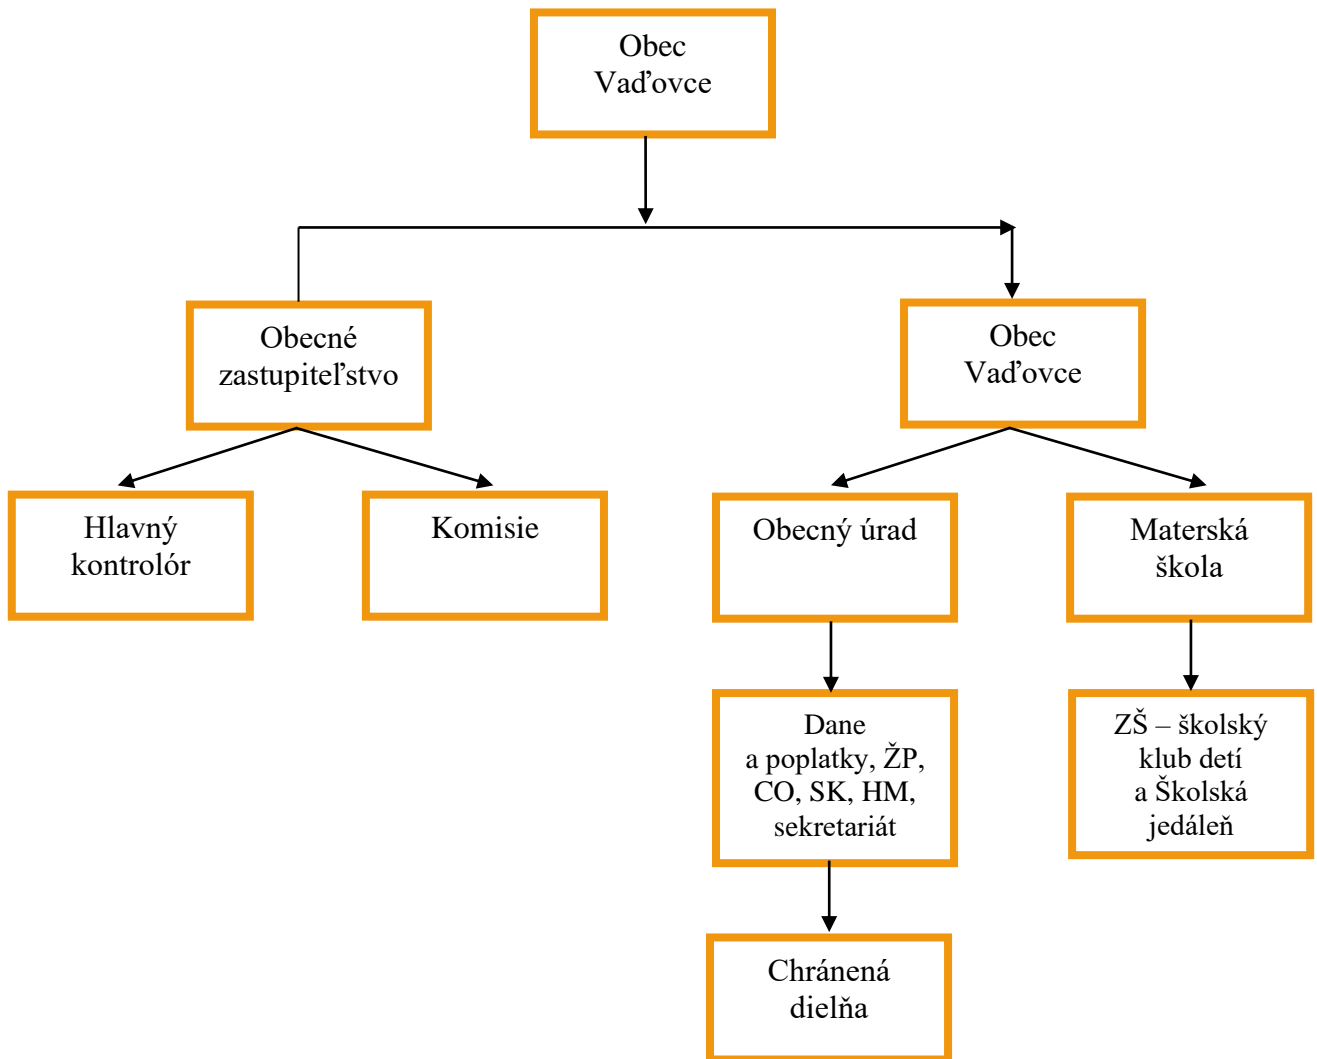 Obec
Vaďovce
Obecné
zastupiteľstvo
Obec
Vaďovce
Hlavný
kontrolór
Komisie
Obecný úrad
Materská
škola
Dane
a poplatky, ŽP,
CO, SK, HM,
sekretariát
ZŠ – školský
klub detí
a Školská
jedáleň
Chránená
dielňa